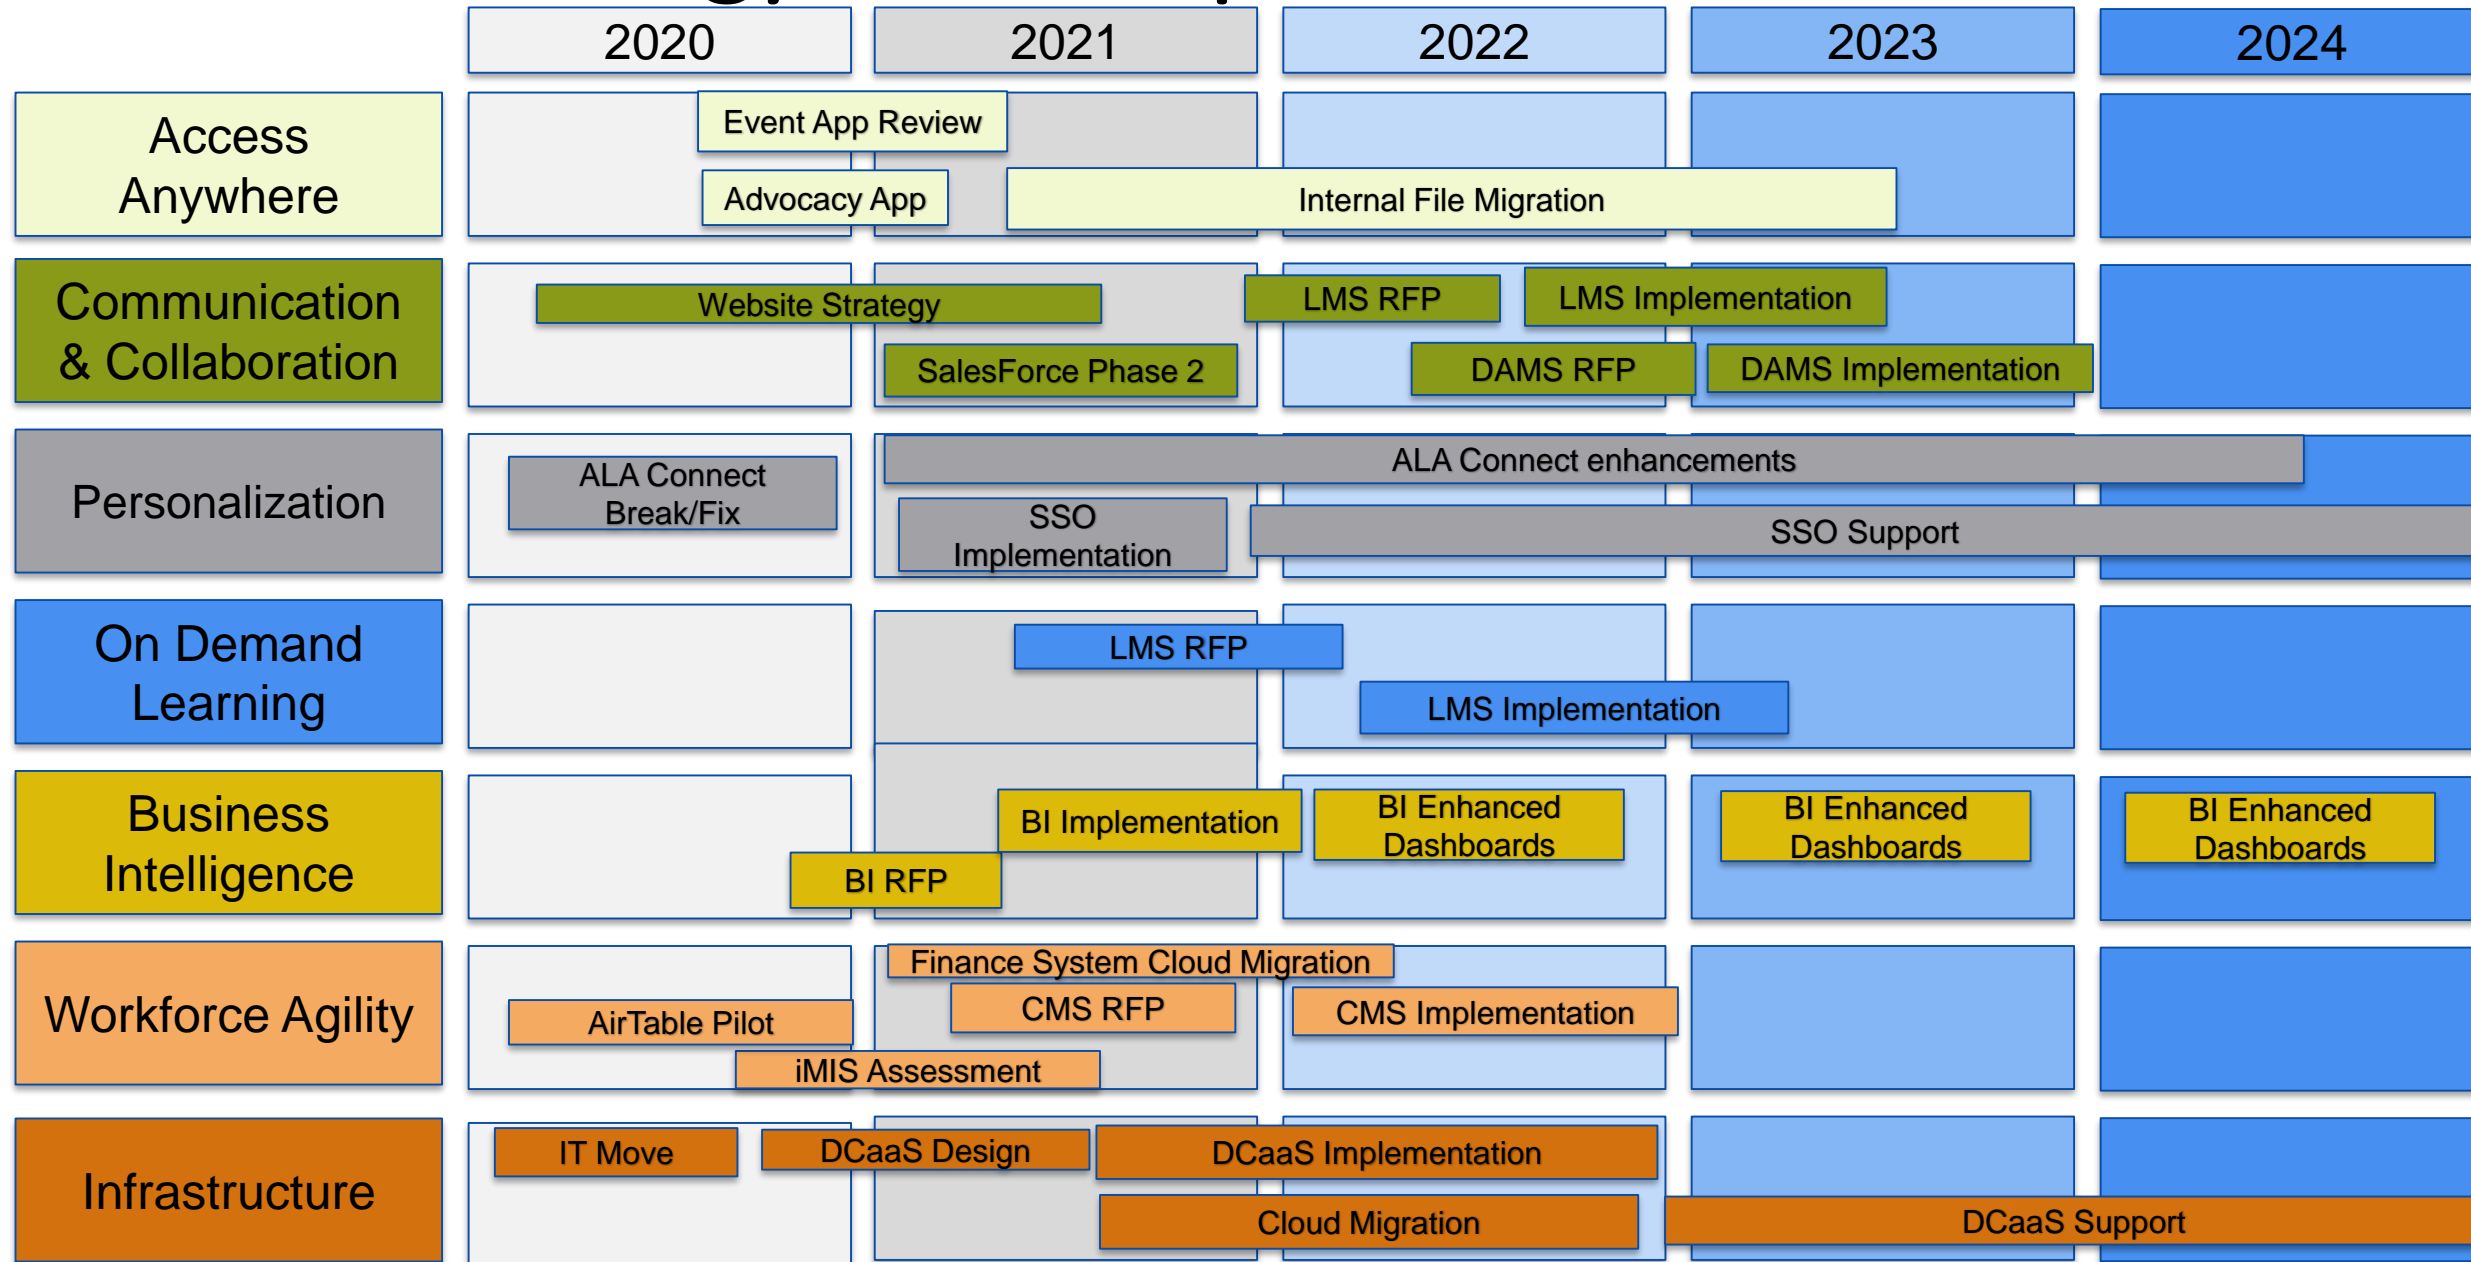 2020
2021
2022
2023
2024
Access
Anywhere
Event App Review
Advocacy App
Internal File Migration
Communication
& Collaboration
Website Strategy
LMS RFP
LMS Implementation
SalesForce Phase 2
DAMS RFP
DAMS Implementation
Personalization
ALA Connect
Break/Fix
ALA Connect enhancements
SSO
Implementation
SSO Support
On Demand
Learning
LMS RFP
LMS Implementation
Business
Intelligence
BI RFP
BI Implementation
BI Enhanced
Dashboards
BI Enhanced
Dashboards
BI Enhanced
Dashboards
Workforce Agility
Finance System Cloud Migration
AirTable Pilot
CMS RFP
CMS Implementation
iMIS Assessment
Infrastructure
IT Move
DCaaS Design
DCaaS Implementation
Cloud Migration
DCaaS Support